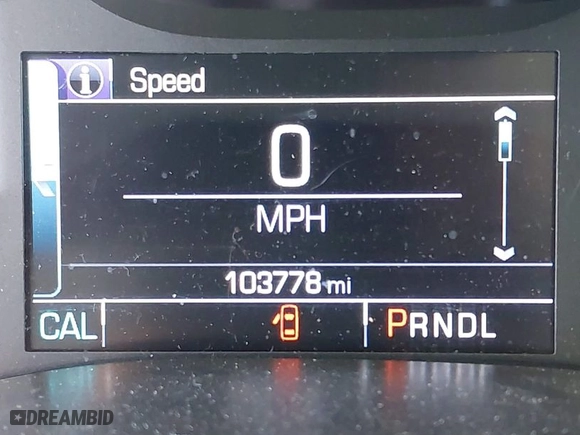 i Speed
0
MPH
103778 mi
CAL PRNDL
DREAMBID